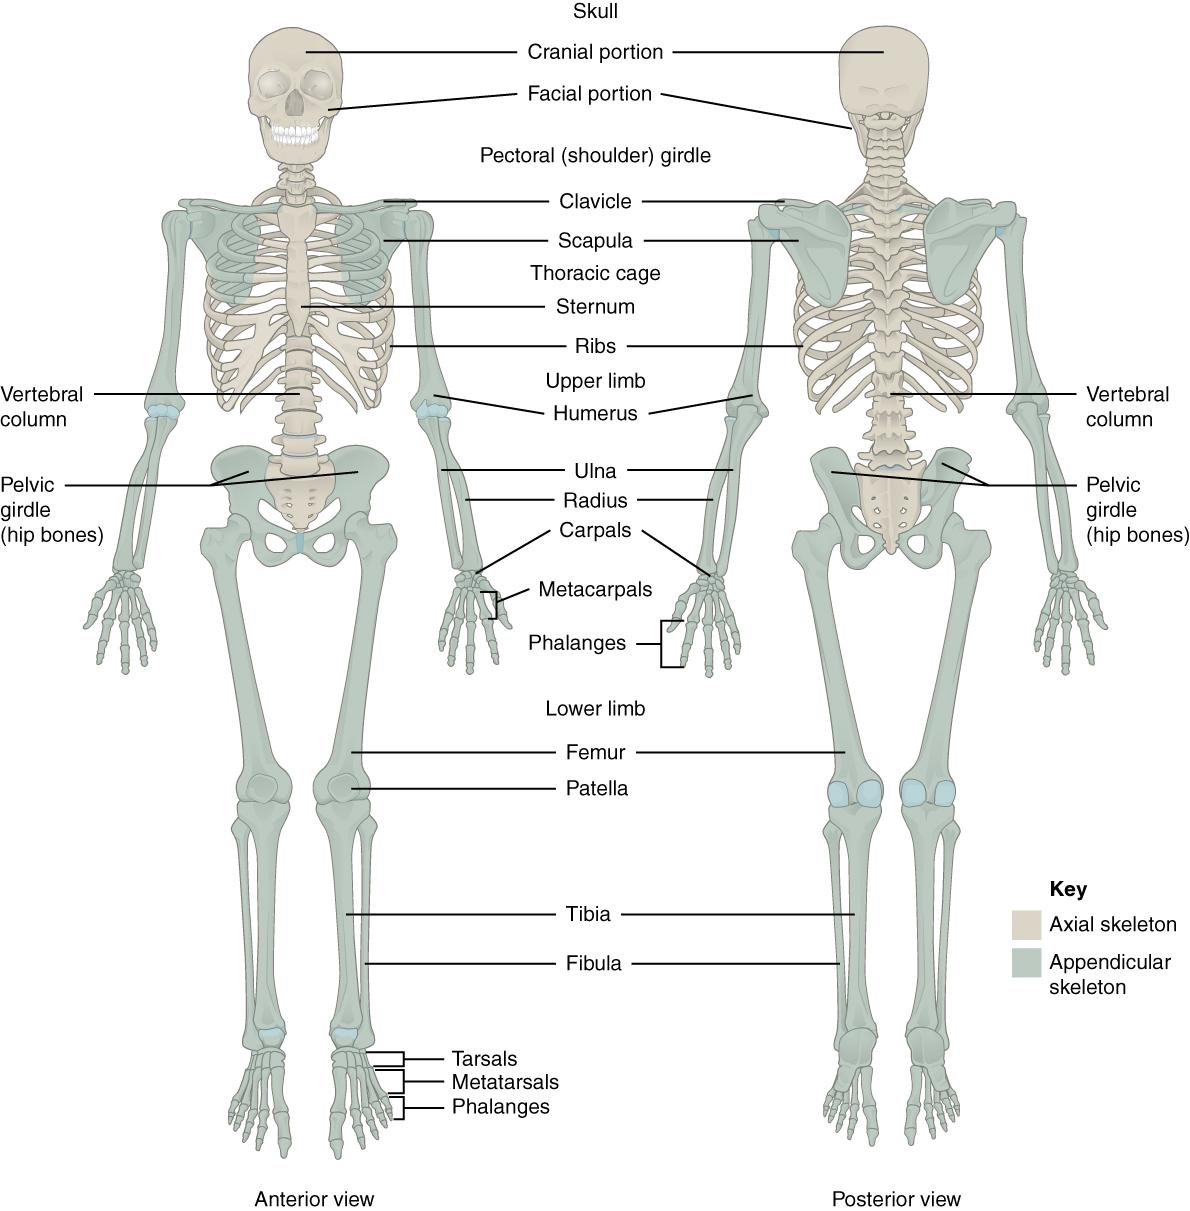 Skull
Cranial portion
Facial portion
Pectoral (shoulder) girdle
Clavicle
Scapula
Thoracic cage
Sternum
Ribs
Upper limb
Humerus
Vertebral
column
Vertebral
column
Ulna
Pelvic
girdle
(hip bones)
Radius
Pelvic
girdle
(hip bones)
Carpals
Metacarpals
Phalanges
Lower limb
Femur
Patella
Key
Axial skeleton
Appendicular
skeleton
Tibia
Fibula
Tarsals
Metatarsals
Phalanges
Anterior view
Posterior view